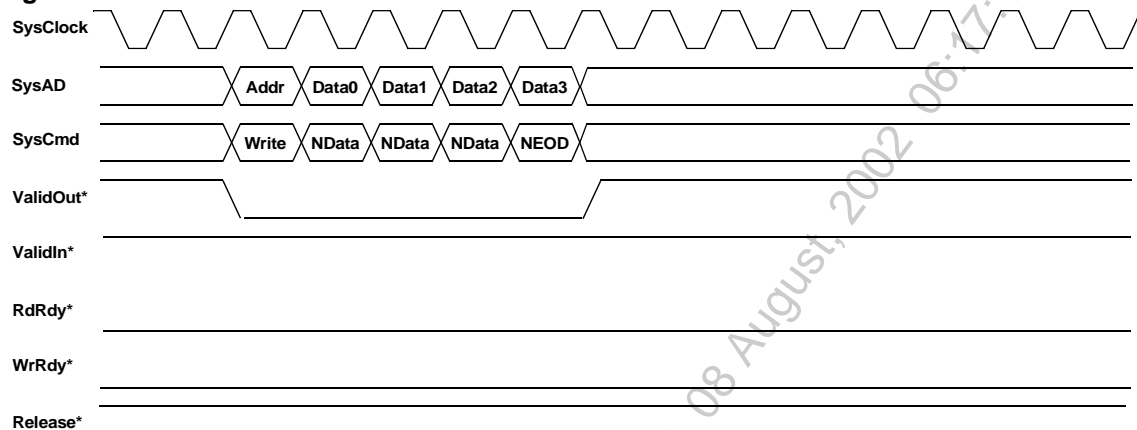 SysClock
SysAD Addr Data0 Data1 Data2 Data3
SysCmd Write NData NData NData NEOD
ValidOut*
ValidIn*
RdRdy*
WrRdy*
Release*
08 August, 2002 06:17: